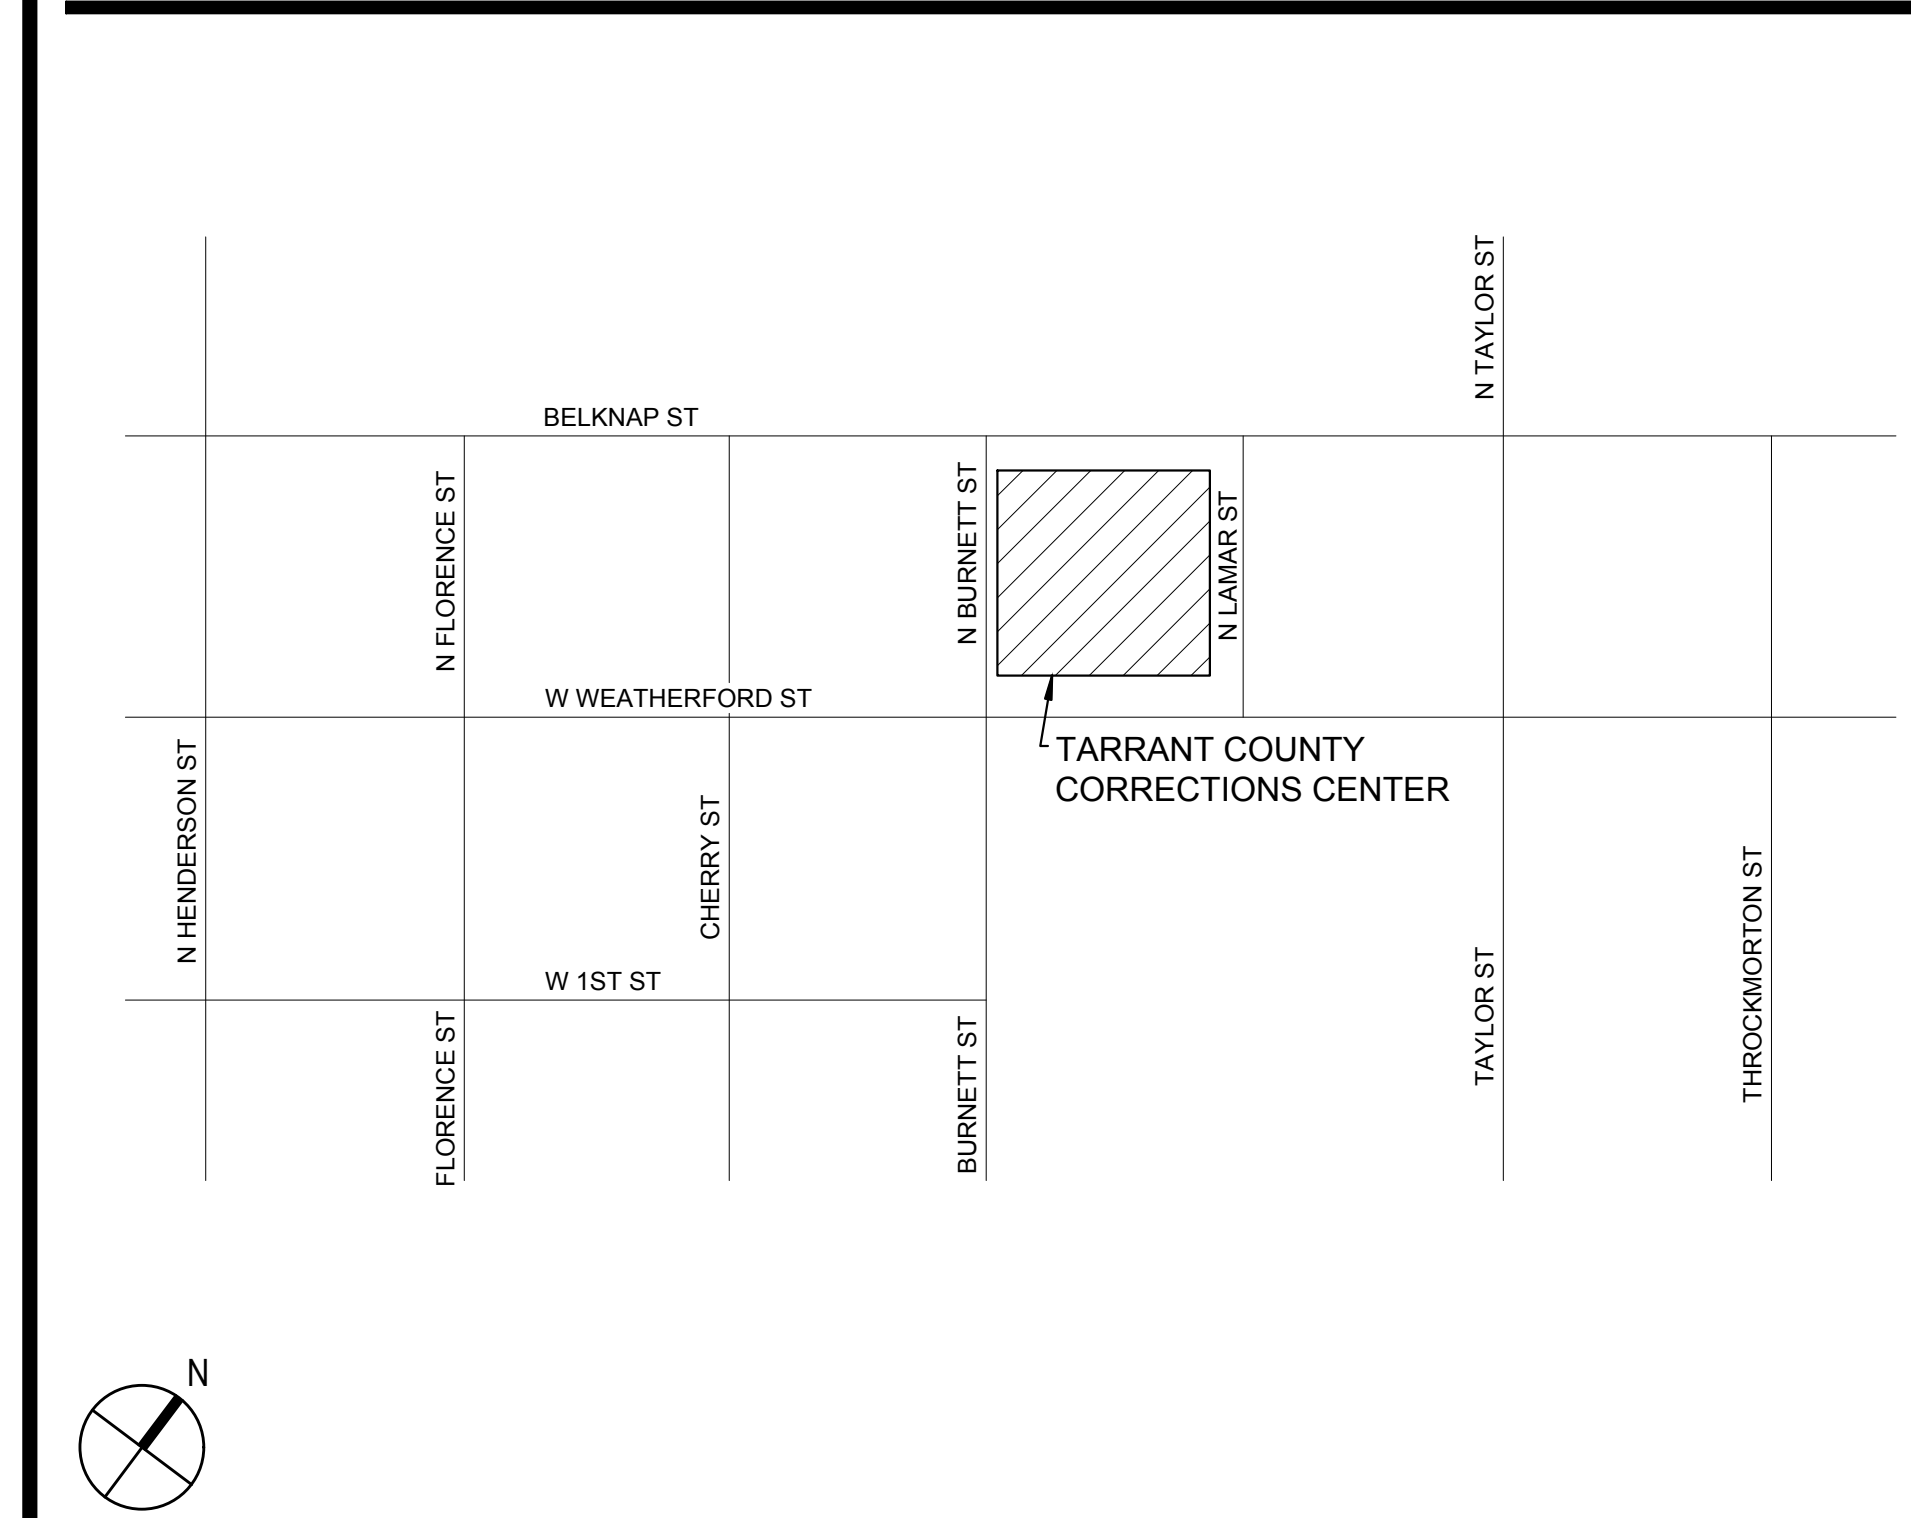 N TAYLOR ST
BELKNAP ST
N FLORENCE ST
N BURNETT ST
N LAMAR ST
W WEATHERFORD ST
TARRANT COUNTY
CORRECTIONS CENTER
N HENDERSON ST
CHERRY ST
THROCKMORTON ST
TAYLOR ST
W 1ST ST
FLORENCE ST
BURNETT ST
N